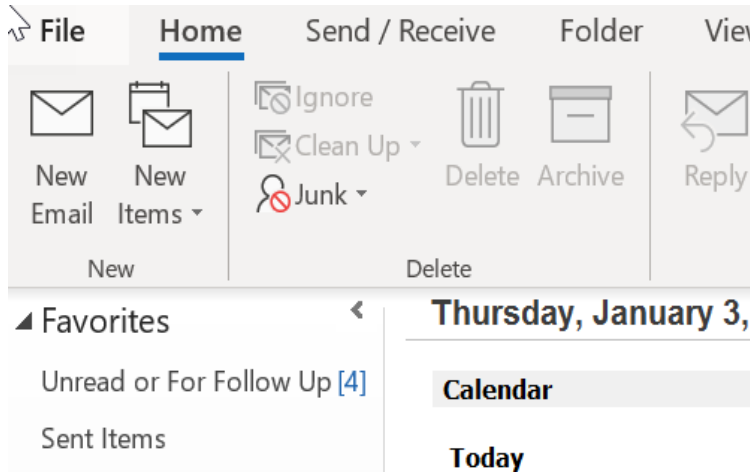 File Home Send / Receive Folder
Ignore
Clean Up
Junk
New Email
New Items
Delete Archive Reply
New Delete
Favorites
Unread or For Follow Up [4]
Sent Items
Thursday, January 3,
Calendar
Today